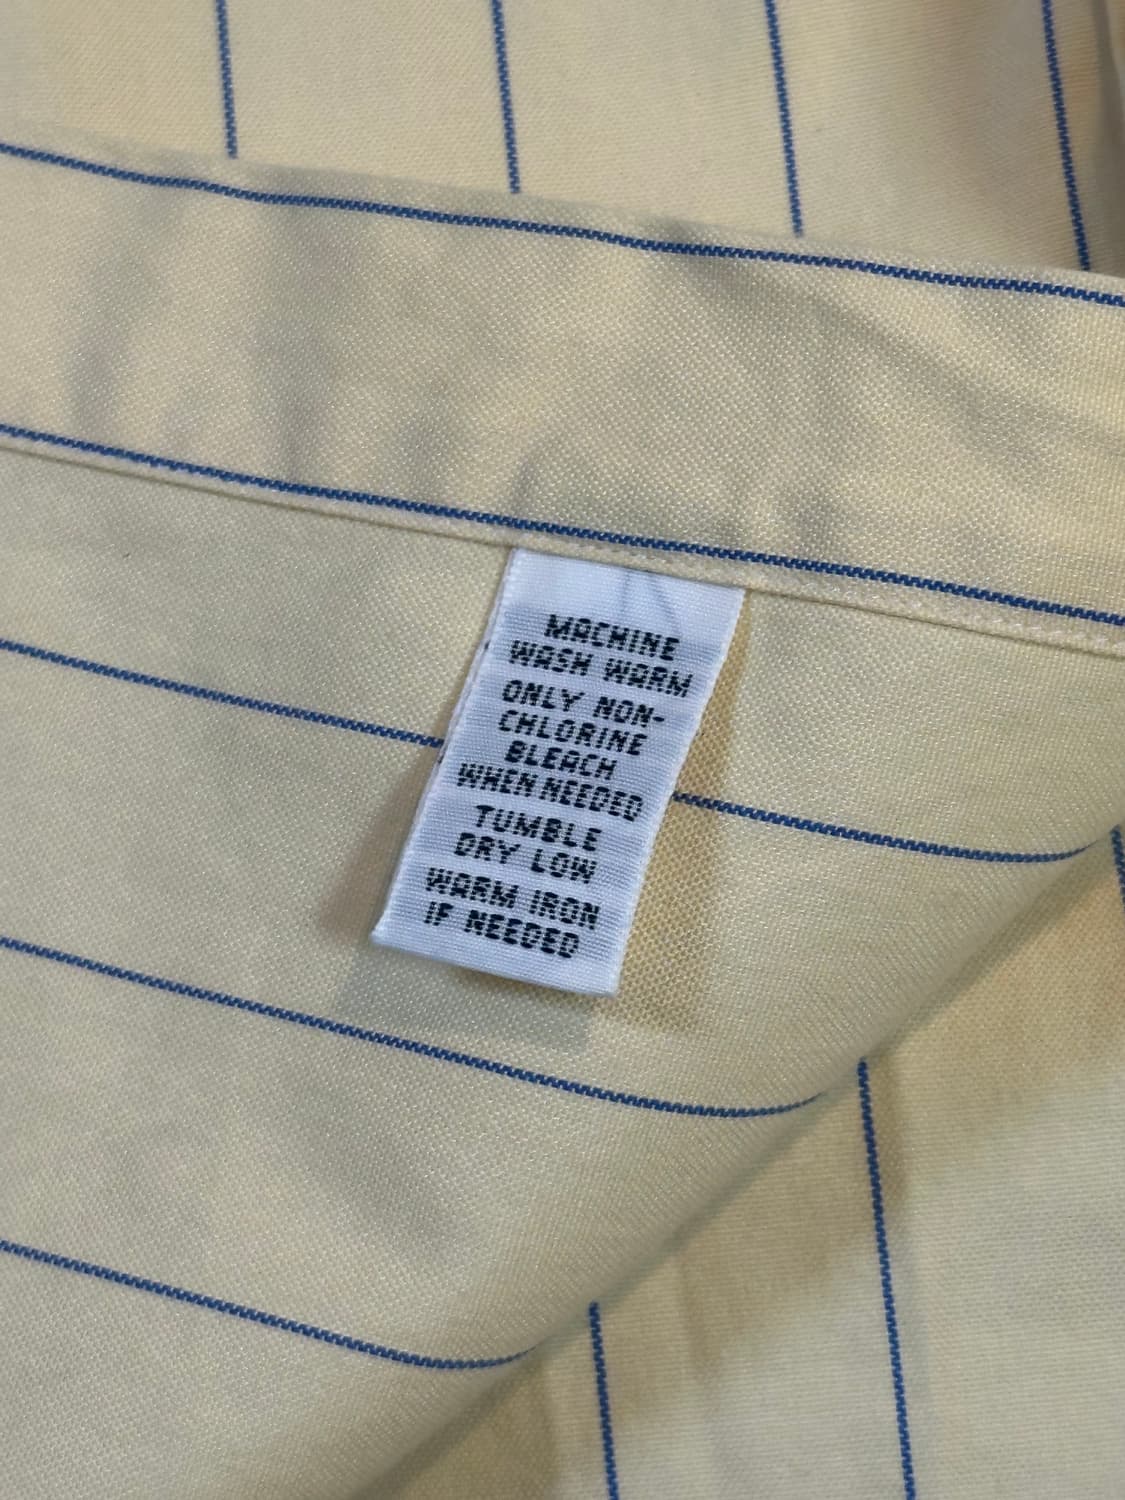 MACHINE
WASH WARM
ONLY NON-
CHLORINE
BLEACH
WHEN NEEDED
TUMBLE
DRY LOW
WARM IRON
IF NEEDED